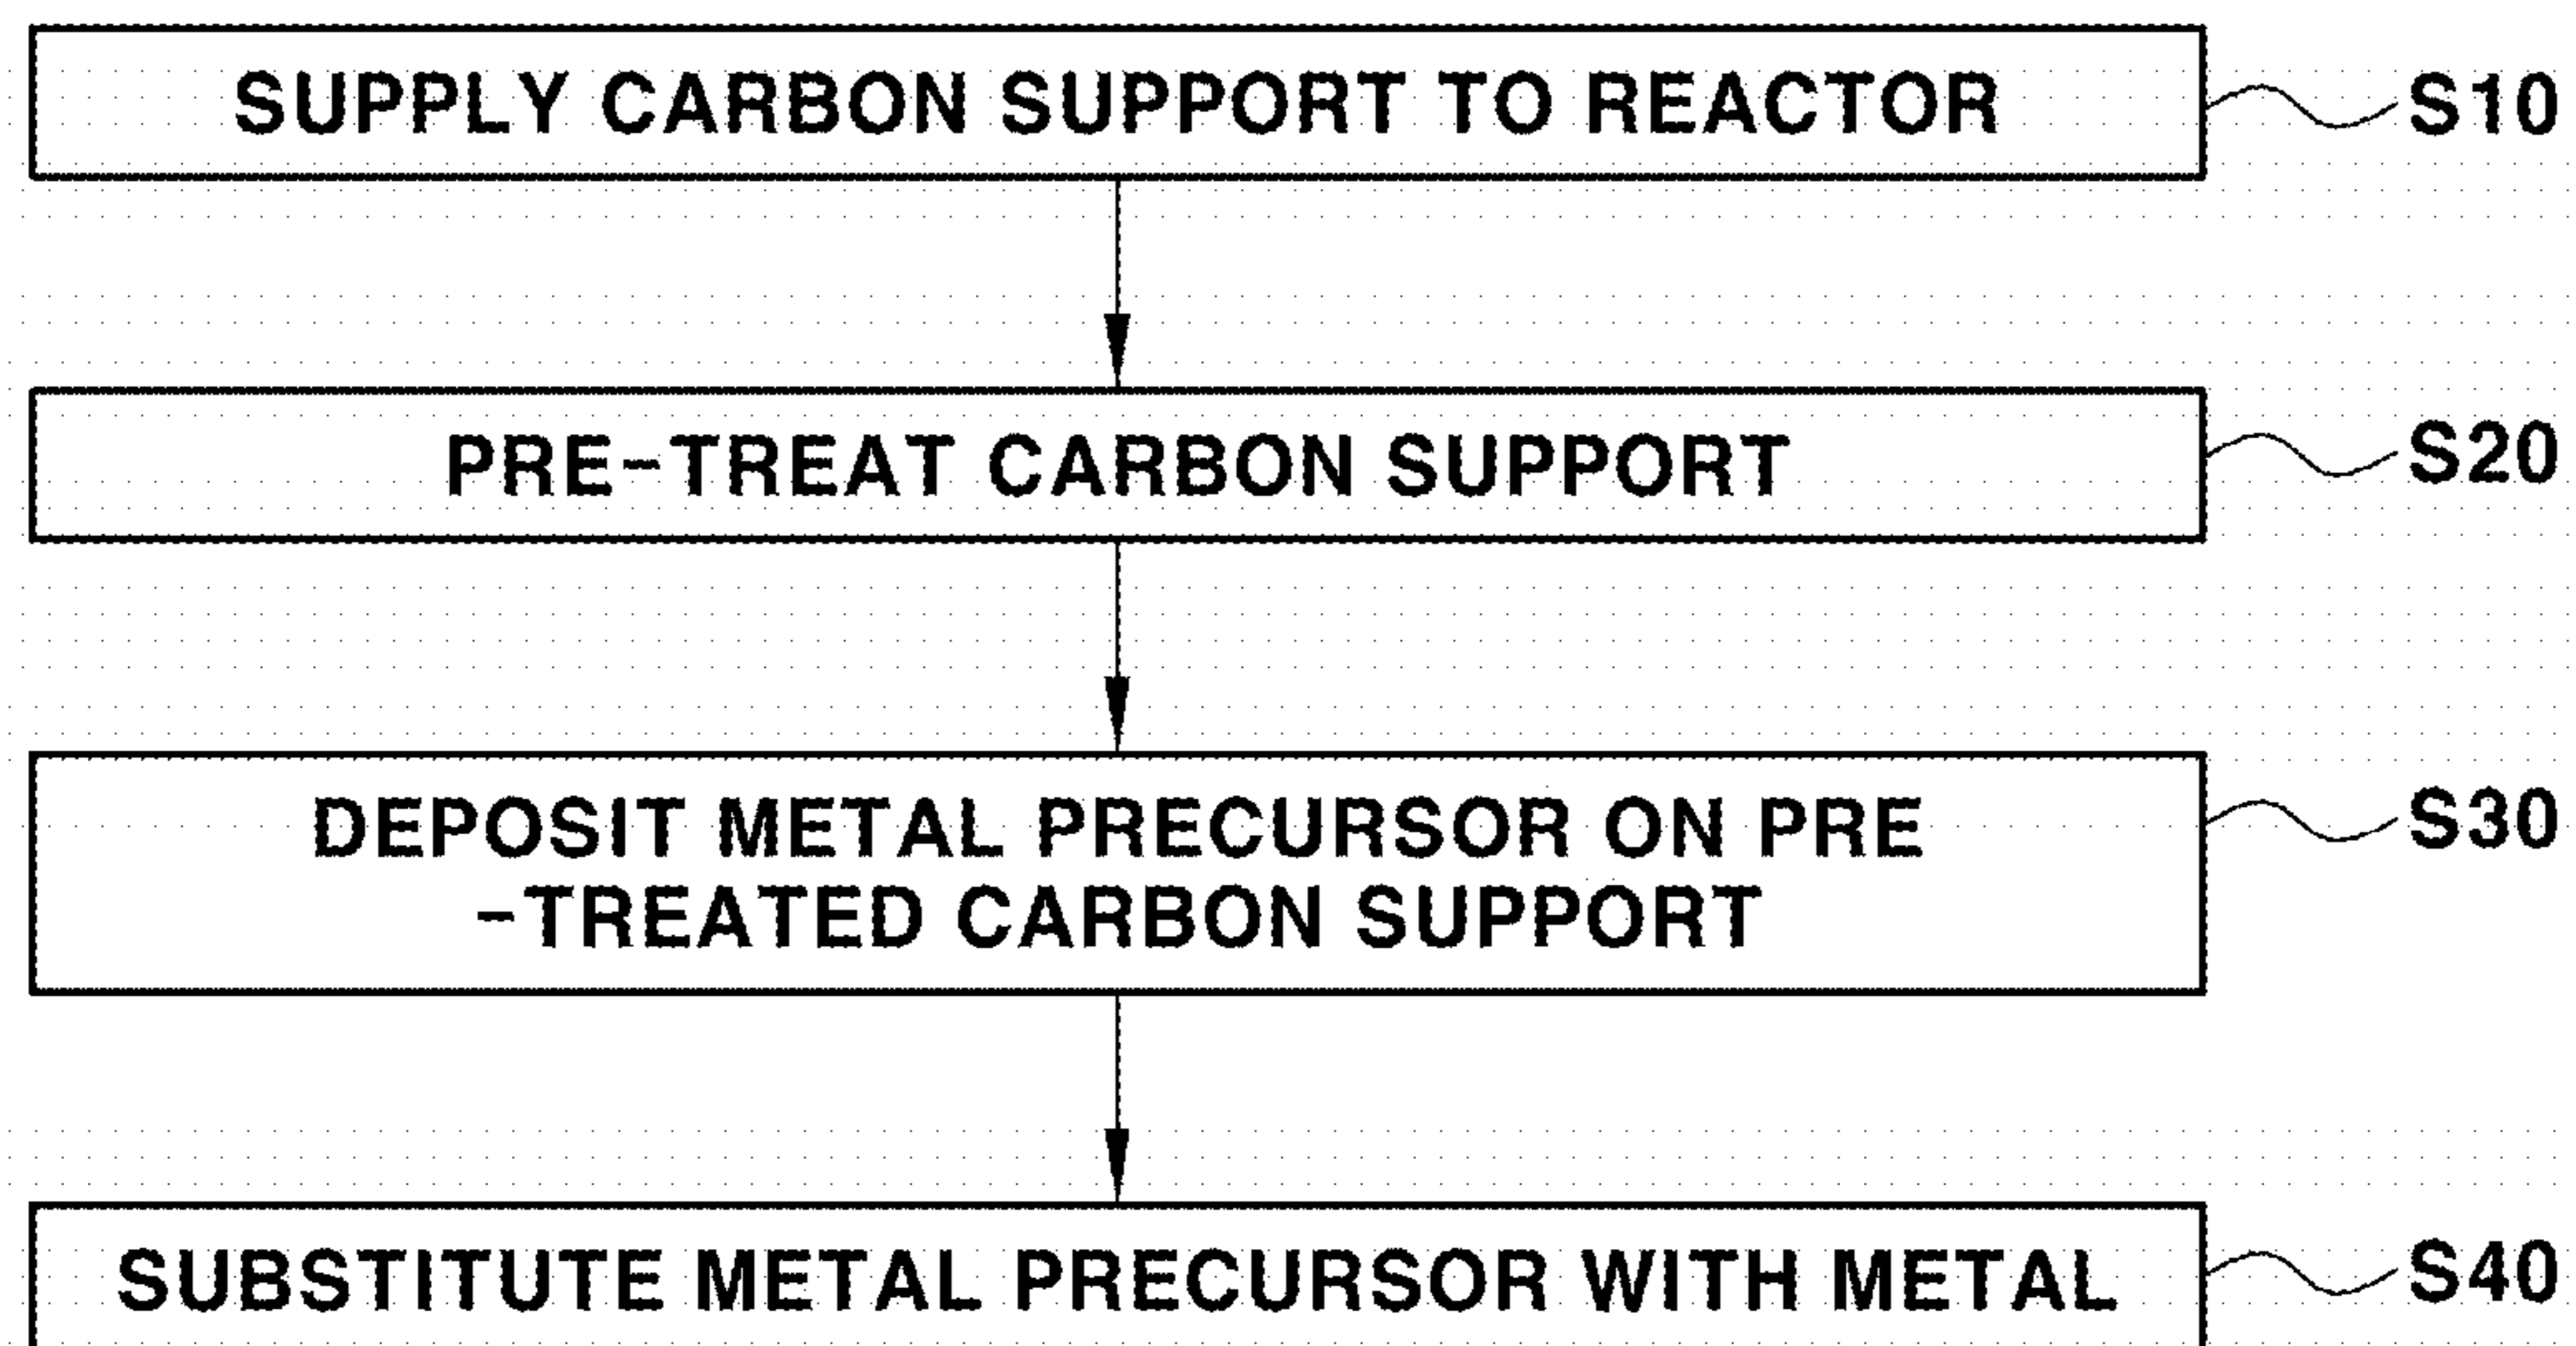 SUPPLY CARBON SUPPORT TO REACTOR
S10
PRE-TREAT CARBON SUPPORT
S20
DEPOSIT METAL PRECURSOR ON PRE
-TREATED CARBON SUPPORT
S30
SUBSTITUTE METAL PRECURSOR WITH METAL
S40